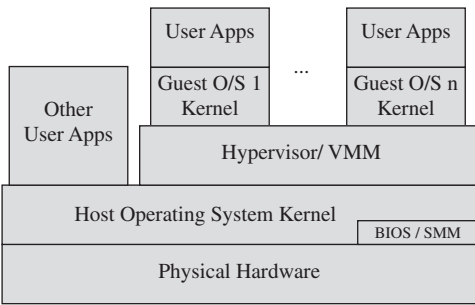 User Apps
User Apps
Guest O/S 1
Kernel
...
Guest O/S n
Kernel
Other
User Apps
Hypervisor/ VMM
Host Operating System Kernel
BIOS / SMM
Physical Hardware